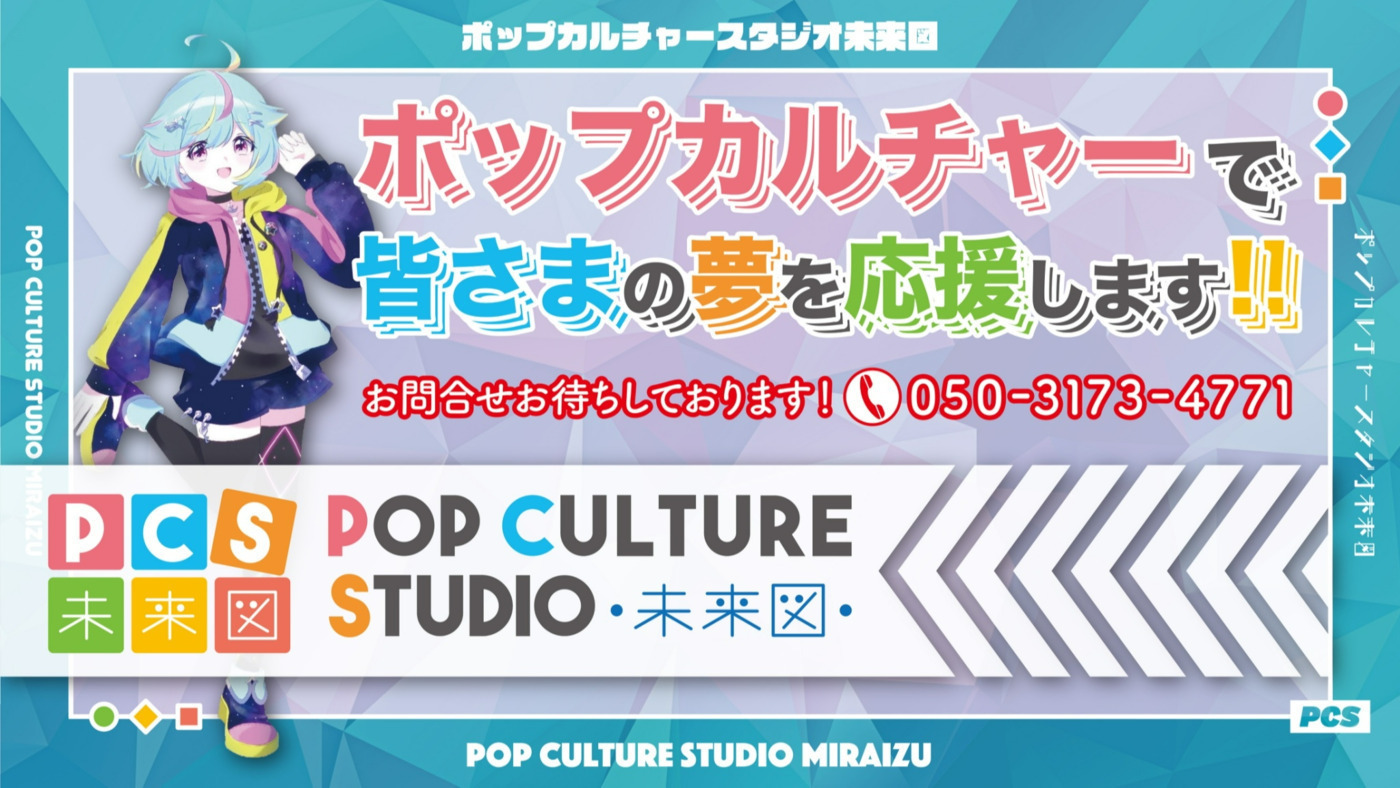 ポップカルチャースタジオ未来図
ポップカルチャーで
皆さまの夢を応援します!!
お問合せお待ちしております! 050-3173-4771
PCS
未来図
POP CULTURE
STUDIO・未来図・
POP CULTURE STUDIO MIRAIZU
ポップカルチャースタジオ未来図
PCS
POP CULTURE STUDIO MIRAIZU